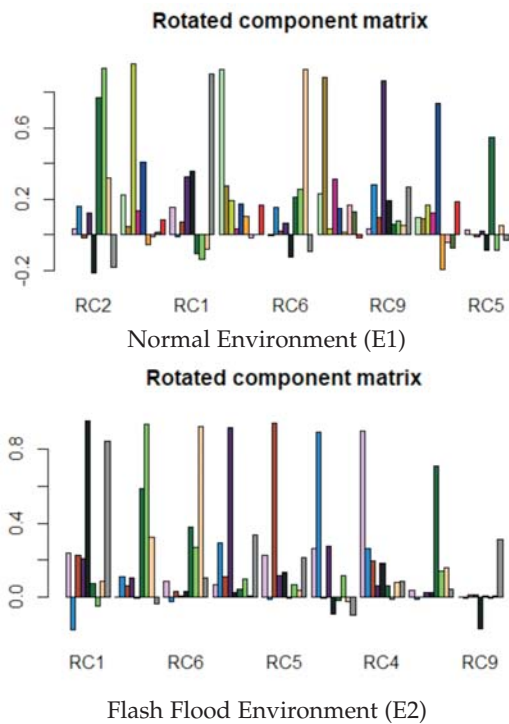 Rotated component matrix
0.6
0.2
-0.2
RC2 RC1 RC6 RC9 RC5
Normal Environment (E1)
Rotated component matrix
0.8
0.4
0.0
RC1 RC6 RC5 RC4 RC9
Flash Flood Environment (E2)